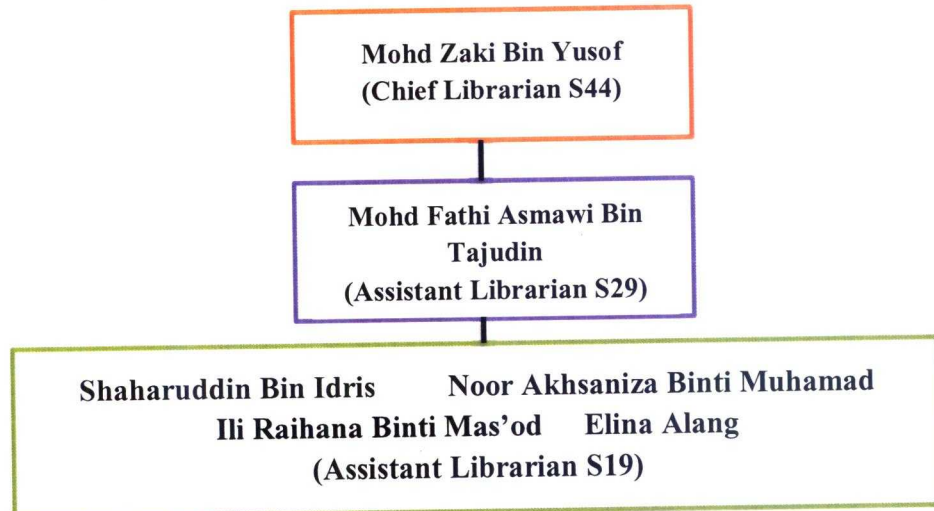 Mohd Zaki Bin Yusof
(Chief Librarian S44)
Mohd Fathi Asmawi Bin
Tajudin
(Assistant Librarian S29)
Shaharuddin Bin Idris Noor Akhsaniza Binti Muhamad
Ili Raihana Binti Mas’od Elina Alang
(Assistant Librarian S19)